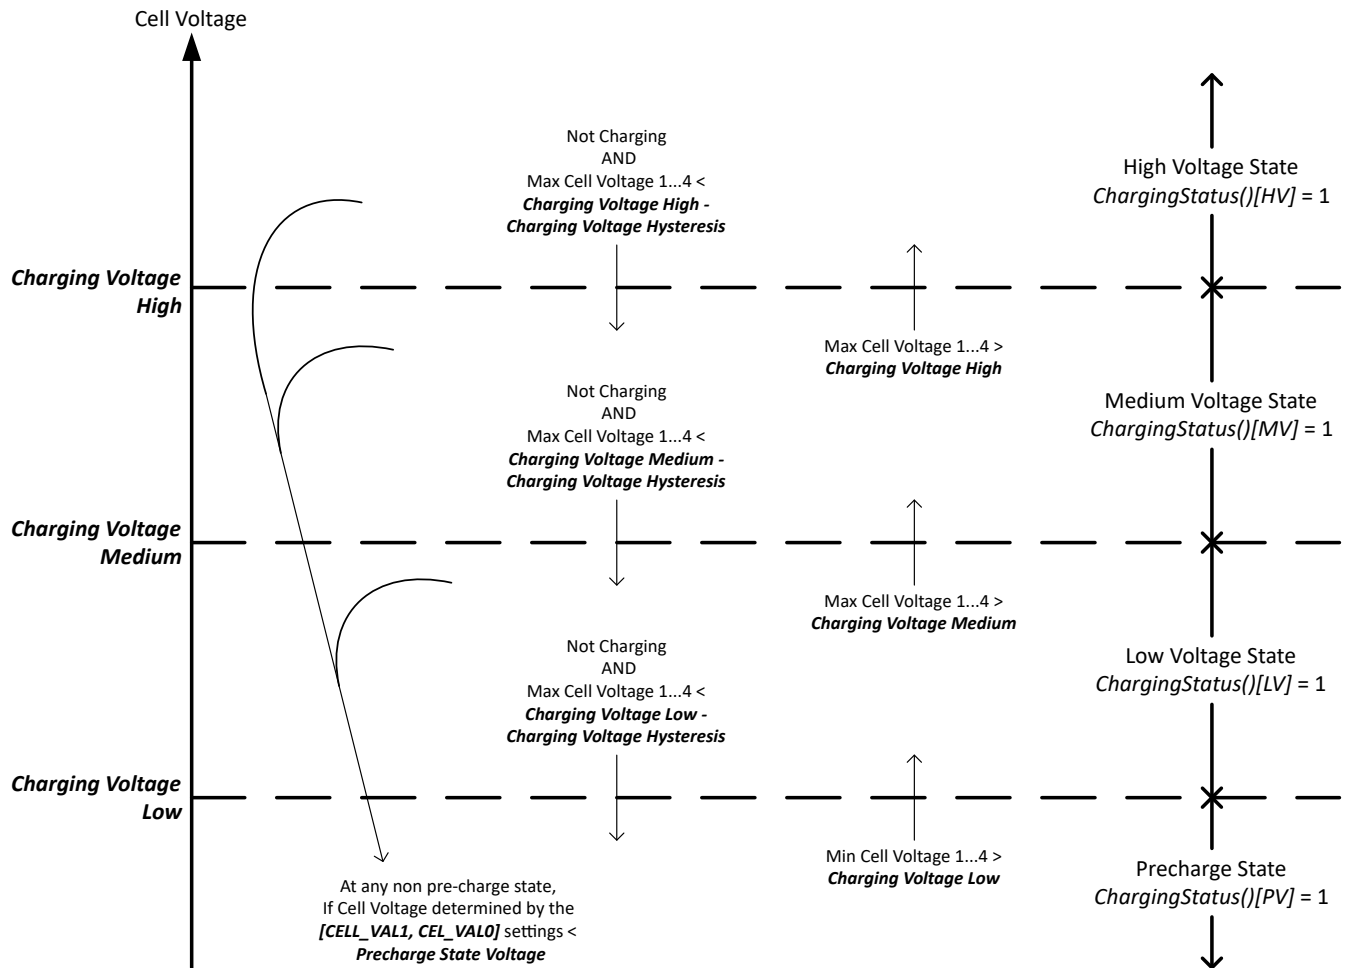 Cell Voltage
Not Charging
AND
Max Cell Voltage 1...4 <
Charging Voltage High -
Charging Voltage Hysteresis
High Voltage State
ChargingStatus()[HV] = 1
Charging Voltage
High
Max Cell Voltage 1...4 >
Charging Voltage High
Not Charging
AND
Max Cell Voltage 1...4 <
Charging Voltage Medium -
Charging Voltage Hysteresis
Medium Voltage State
ChargingStatus()[MV] = 1
Charging Voltage
Medium
Max Cell Voltage 1...4 >
Charging Voltage Medium
Not Charging
AND
Max Cell Voltage 1...4 <
Charging Voltage Low -
Charging Voltage Hysteresis
Low Voltage State
ChargingStatus()[LV] = 1
Charging Voltage
Low
Min Cell Voltage 1...4 >
Charging Voltage Low
Precharge State
ChargingStatus()[PV] = 1
At any non pre-charge state,
If Cell Voltage determined by the
[CELL_VAL1, CEL_VAL0] settings <
Precharge State Voltage